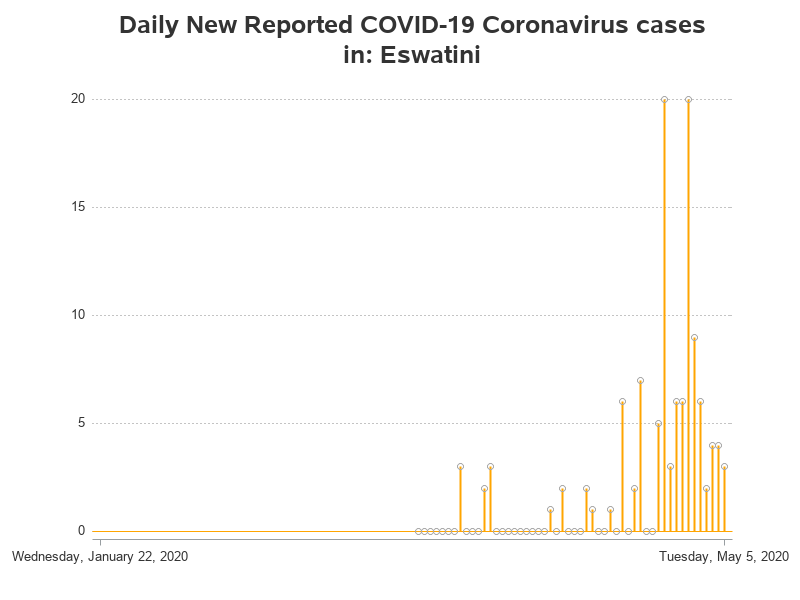 Daily New Reported COVID-19 Coronavirus cases
in: Eswatini
20
15
10
5
0
Wednesday, January 22, 2020
Tuesday, May 5, 2020